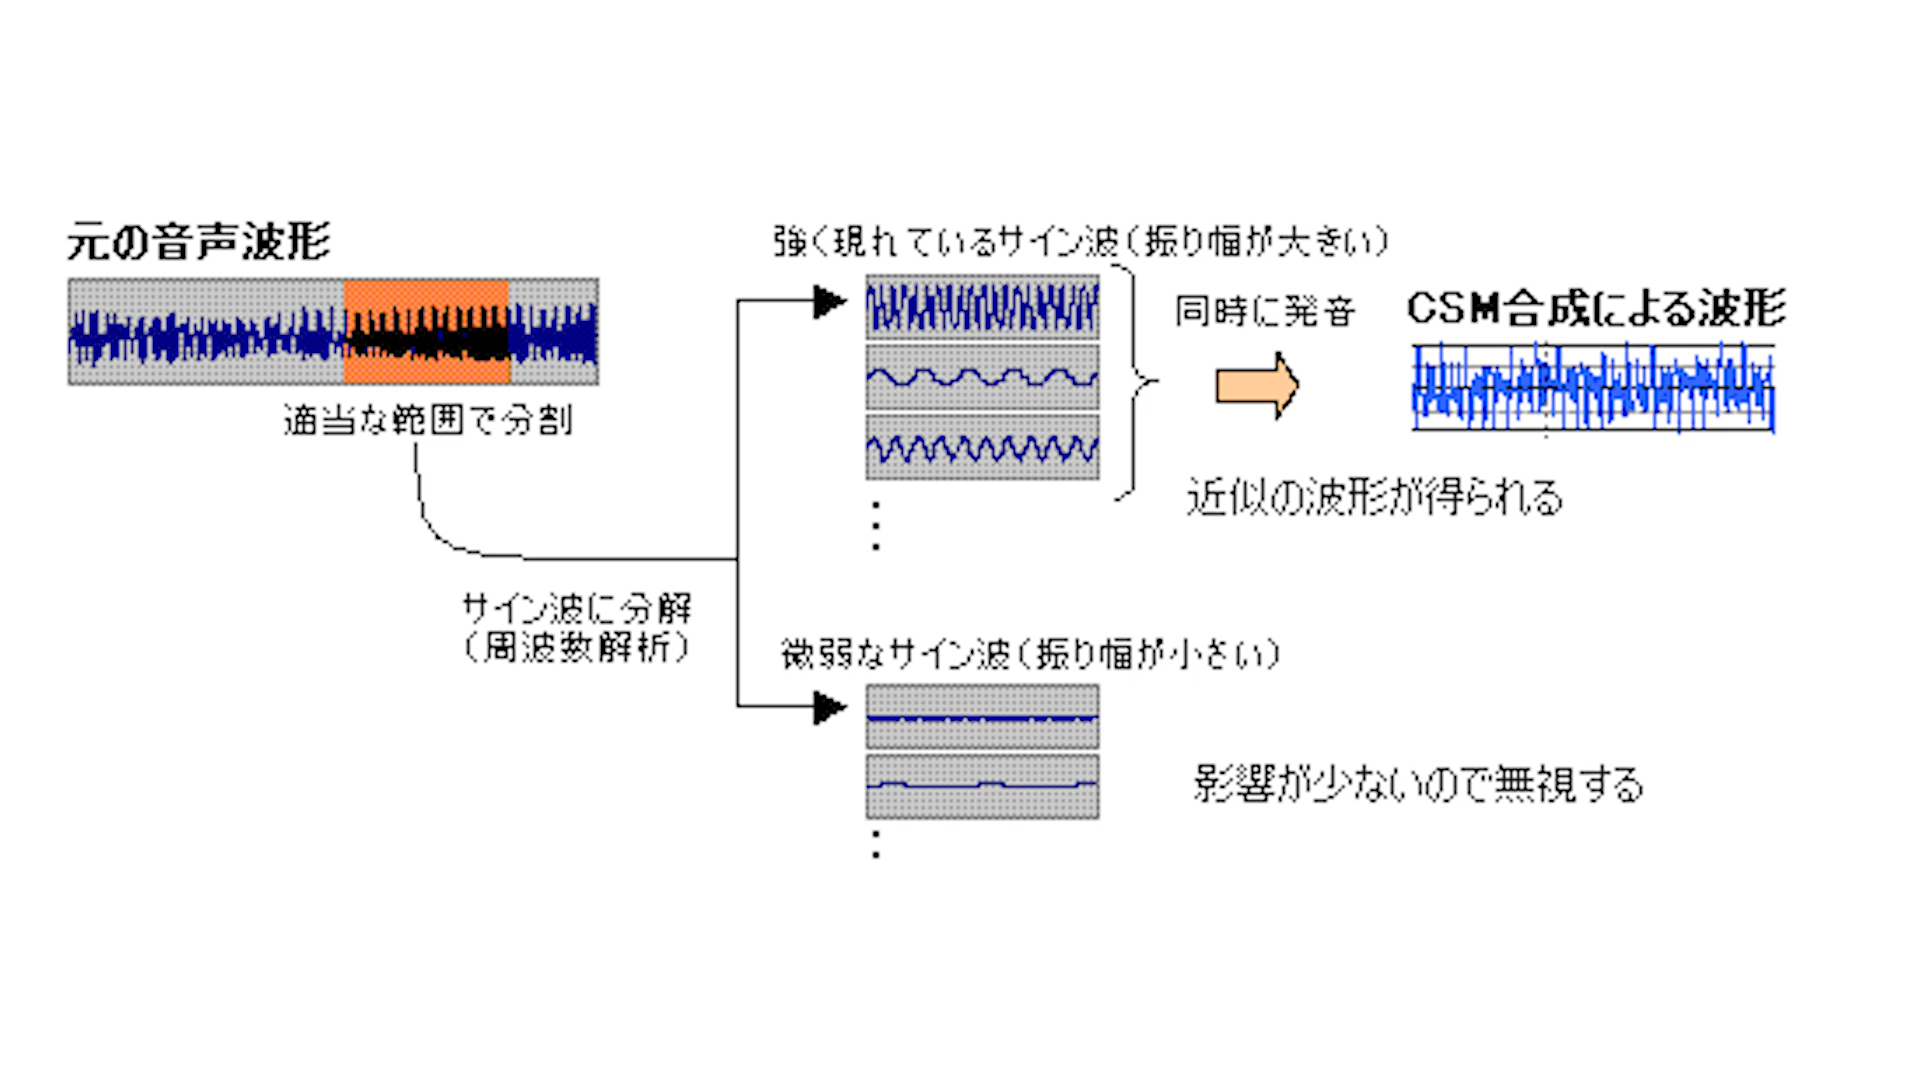 元の音声波形
適当な範囲で分割
サイン波に分解
（周波数解析）
強く現れているサイン波（振り幅が大きい）
同時に発音
CSM合成による波形
近似の波形が得られる
微弱なサイン波（振り幅が小さい）
影響が少ないので無視する